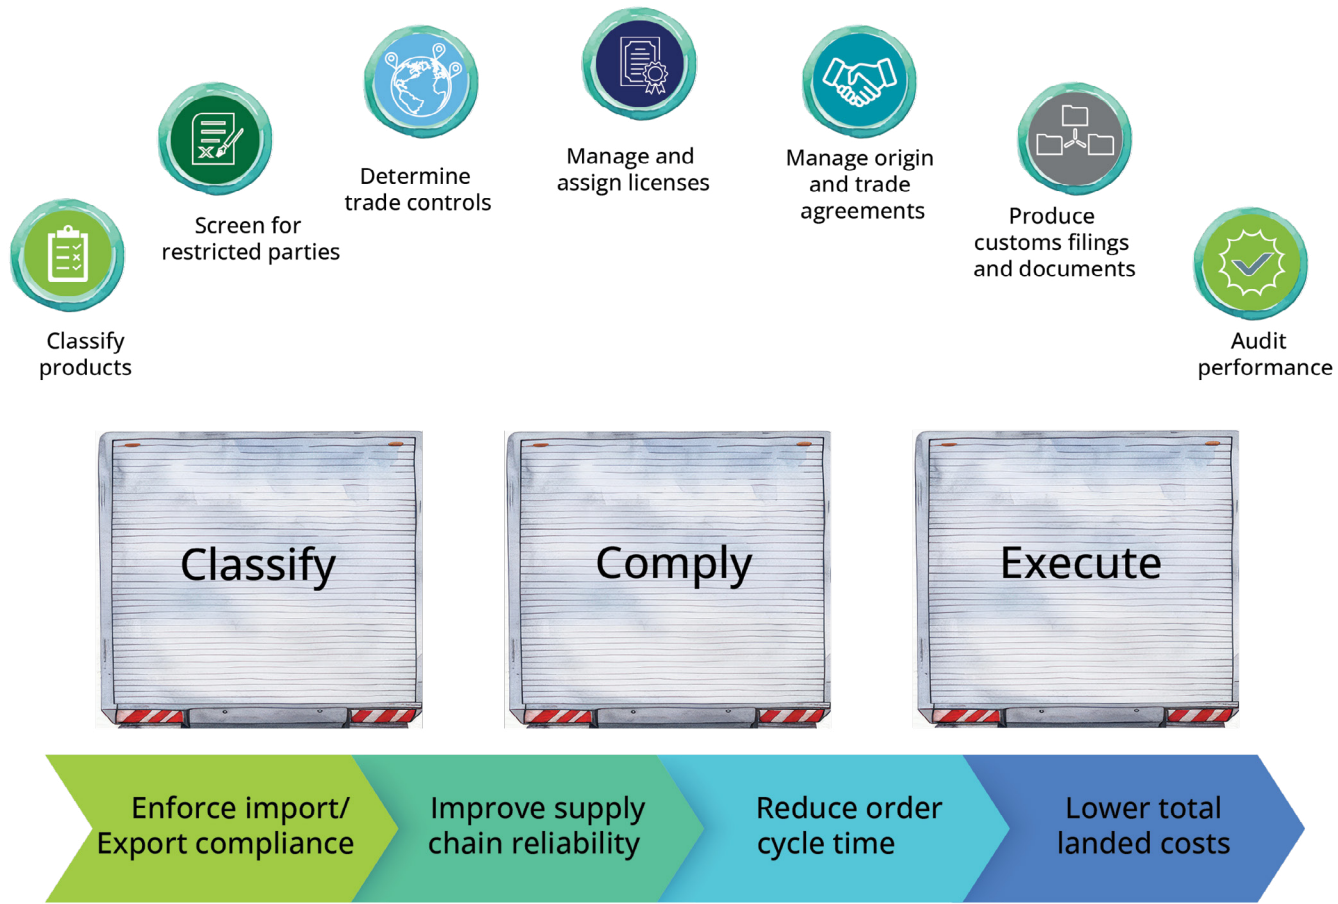 Classify
products
Screen for
restricted parties
Determine
trade controls
Manage and
assign licenses
Manage origin
and trade
agreements
Produce
customs filings
and documents
Audit
performance
Classify
Comply
Execute
Enforce import/
Export compliance
Improve supply
chain reliability
Reduce order
cycle time
Lower total
landed costs